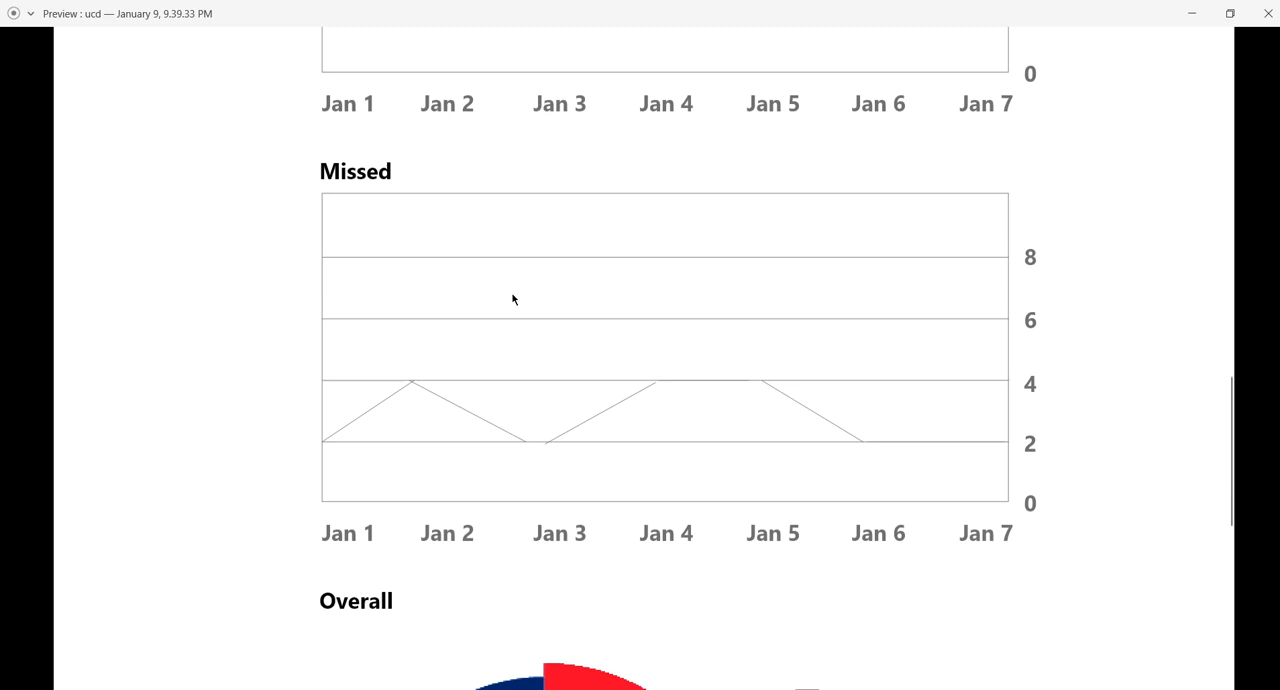 Preview : ucd — January 9, 9.39.33 PM
0
Jan 1 Jan 2 Jan 3 Jan 4 Jan 5 Jan 6 Jan 7
Missed
8
6
4
2
0
Jan 1 Jan 2 Jan 3 Jan 4 Jan 5 Jan 6 Jan 7
Overall